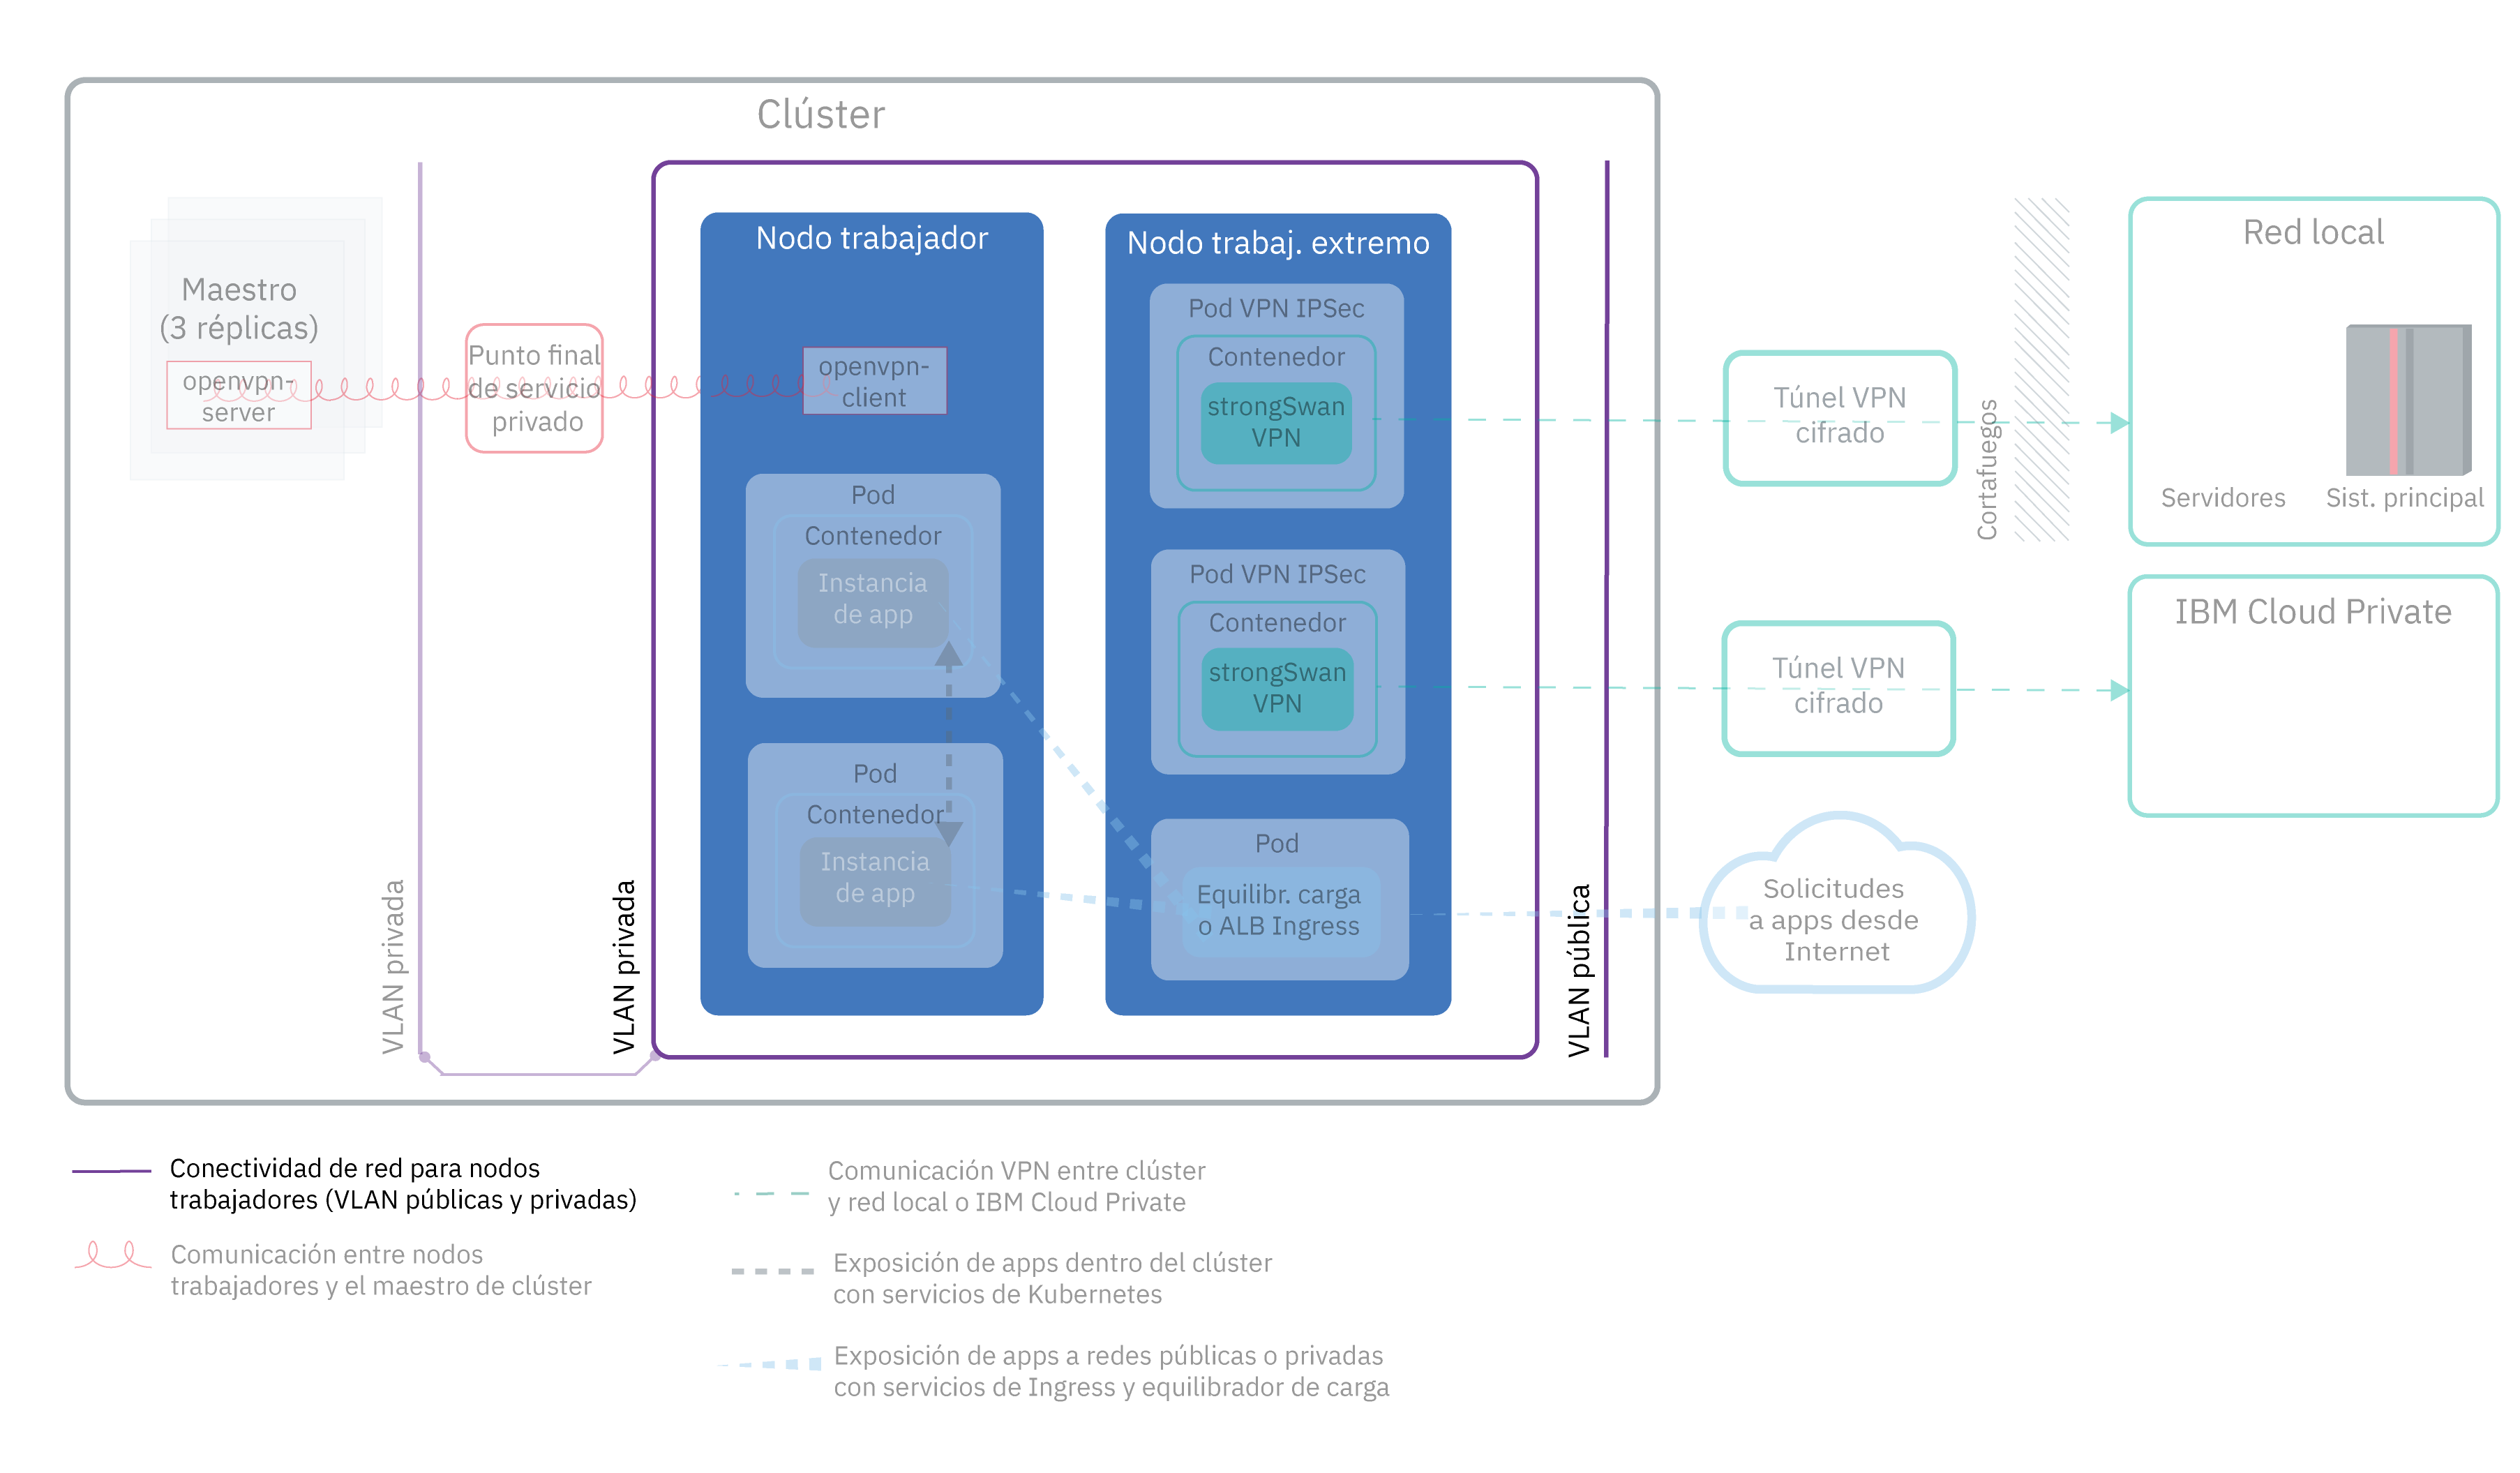 Clúster
Maestro
(3 réplicas)
openvpn-
server
VLAN privada
Punto final
de servicio
privado
VLAN privada
Nodo trabajador
openvpn-
client
Pod
Contenedor
Instancia
de app
Pod
Contenedor
Instancia
de app
Nodo trabaj. extremo
Pod VPN IPSec
Contenedor
strongSwan
VPN
Pod VPN IPSec
Contenedor
strongSwan
VPN
Pod
Equilibr. carga
o ALB Ingress
VLAN pública
Túnel VPN
cifrado
Cortafuegos
Red local
Servidores
Sist. principal
Túnel VPN
cifrado
IBM Cloud Private
Solicitudes
a apps desde
Internet
Conectividad de red para nodos
trabajadores (VLAN públicas y privadas)
Comunicación entre nodos
trabajadores y el maestro de clúster
Comunicación VPN entre clúster
y red local o IBM Cloud Private
Exposición de apps dentro del clúster
con servicios de Kubernetes
Exposición de apps a redes públicas o privadas
con servicios de Ingress y equilibrador de carga